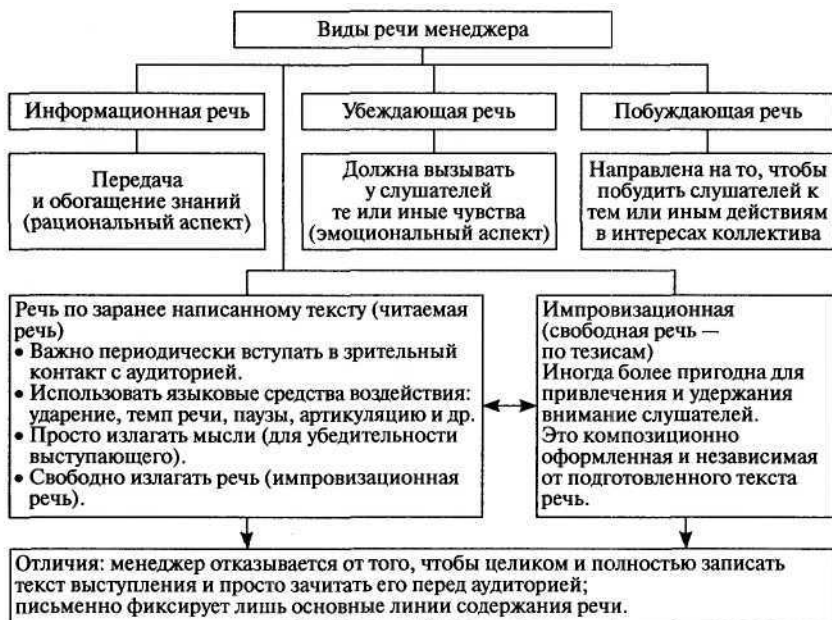 Виды речи менеджера
Информационная речь
Убеждающая речь
Побуждающая речь
Передача
и обогащение знаний
(рациональный аспект)
Должна вызывать
у слушателей
те или иные чувства
(эмоциональный аспект)
Направлена на то, чтобы
побудить слушателей к
тем или иным действиям
в интересах коллектива
Речь по заранее написанному тексту (читаемая
речь)
• Важно периодически вступать в зрительный
контакт с аудиторией.
• Использовать языковые средства воздействия:
ударение, темп речи, паузы, артикуляцию и др.
• Просто излагать мысли (для убедительности
выступающего).
• Свободно излагать речь (импровизационная
речь).
Импровизационная
(свободная речь —
по тезисам)
Иногда более пригодна для
привлечения и удержания
внимание слушателей.
Это композиционно
оформленная и независимая
от подготовленного текста
речь.
Отличия: менеджер отказывается от того, чтобы целиком и полностью записать
текст выступления и просто зачитать его перед аудиторией;
письменно фиксирует лишь основные линии содержания речи.